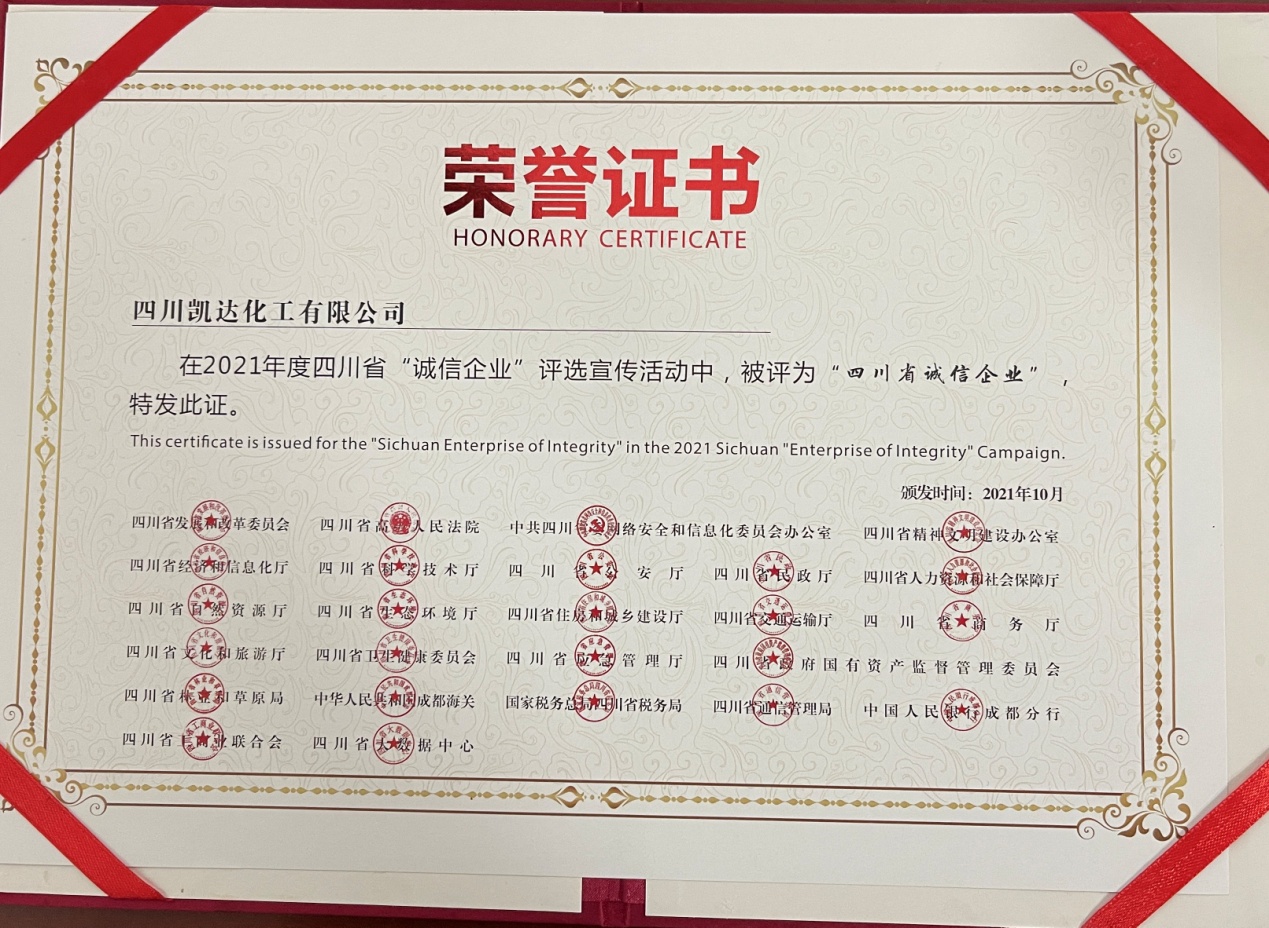 荣誉证书
HONORARY CERTIFICATE
四川凯达化工有限公司
在2021年度四川省“诚信企业”评选宣传活动中，被评为“四川省诚信企业”，
特发此证。
This certificate is issued for the "Sichuan Enterprise of Integrity" in the 2021 Sichuan "Enterprise of Integrity" Campaign.
颁发时间：2021年10月
四川省发展和改革委员会 四川省高级人民法院 中共四川省委网络安全和信息化委员会办公室 四川省精神文明建设办公室
四川省经济和信息化厅 四川省科学技术厅 四川省公安厅 四川省民政厅 四川省人力资源和社会保障厅
四川省自然资源厅 四川省生态环境厅 四川省住房和城乡建设厅 四川省交通运输厅 四川省商务厅
四川省文化和旅游厅 四川省卫生健康委员会 四川省应急管理厅 四川省政府国有资产监督管理委员会
四川省林业和草原局 中华人民共和国成都海关 国家税务总局四川省税务局 四川省通信管理局 中国人民银行成都分行
四川省工商业联合会 四川省大数据中心